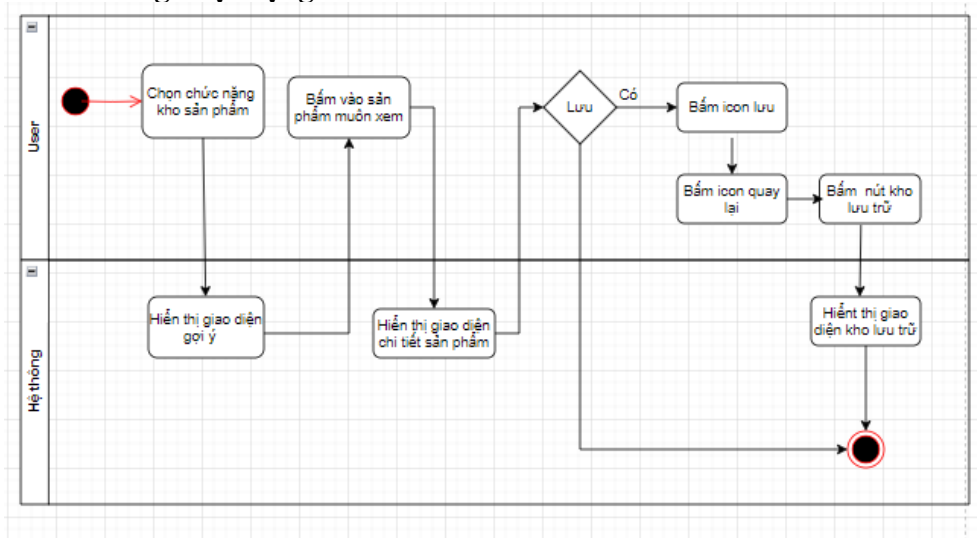 User
Chọn chức năng
kho sản phẩm
Bấm vào sản
phẩm muốn xem
Lưu
Có
Bấm icon lưu
Bấm icon quay
lại
Bấm nút kho
lưu trữ
Hệ thống
Hiển thị giao diện
gợi ý
Hiển thị giao diện
chi tiết sản phẩm
Hiểnt thị giao
diện kho lưu trữ